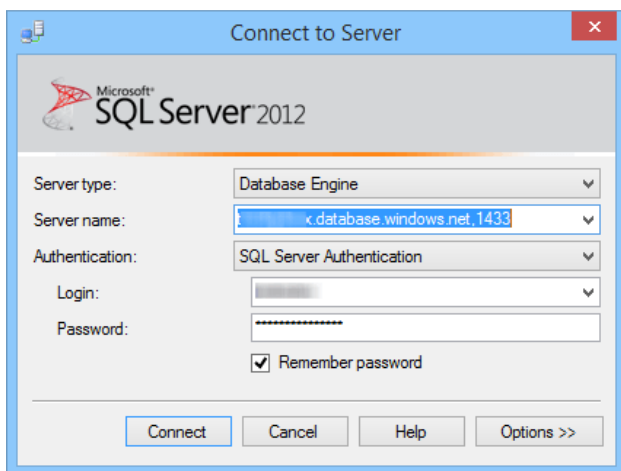 Connect to Server
Microsoft®
SQL Server 2012
Server type: Database Engine
Server name: x.database.windows.net,1433
Authentication: SQL Server Authentication
Login:
Password: ***************
Remember password
Connect Cancel Help Options >>